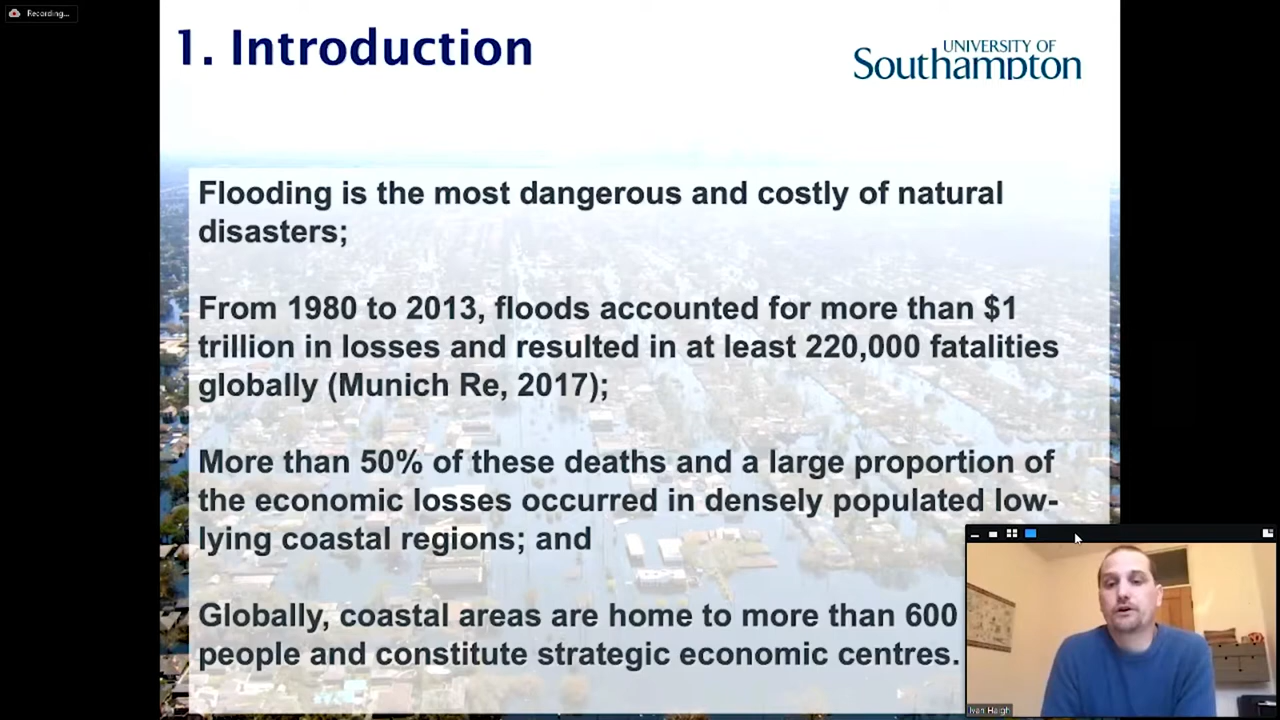 Recording...
1. Introduction
UNIVERSITY OF
Southampton
Flooding is the most dangerous and costly of natural
disasters;
From 1980 to 2013, floods accounted for more than $1
trillion in losses and resulted in at least 220,000 fatalities
globally (Munich Re, 2017);
More than 50% of these deaths and a large proportion of
the economic losses occurred in densely populated low-
lying coastal regions; and
Globally, coastal areas are home to more than 600
people and constitute strategic economic centres.
Ivan Haigh